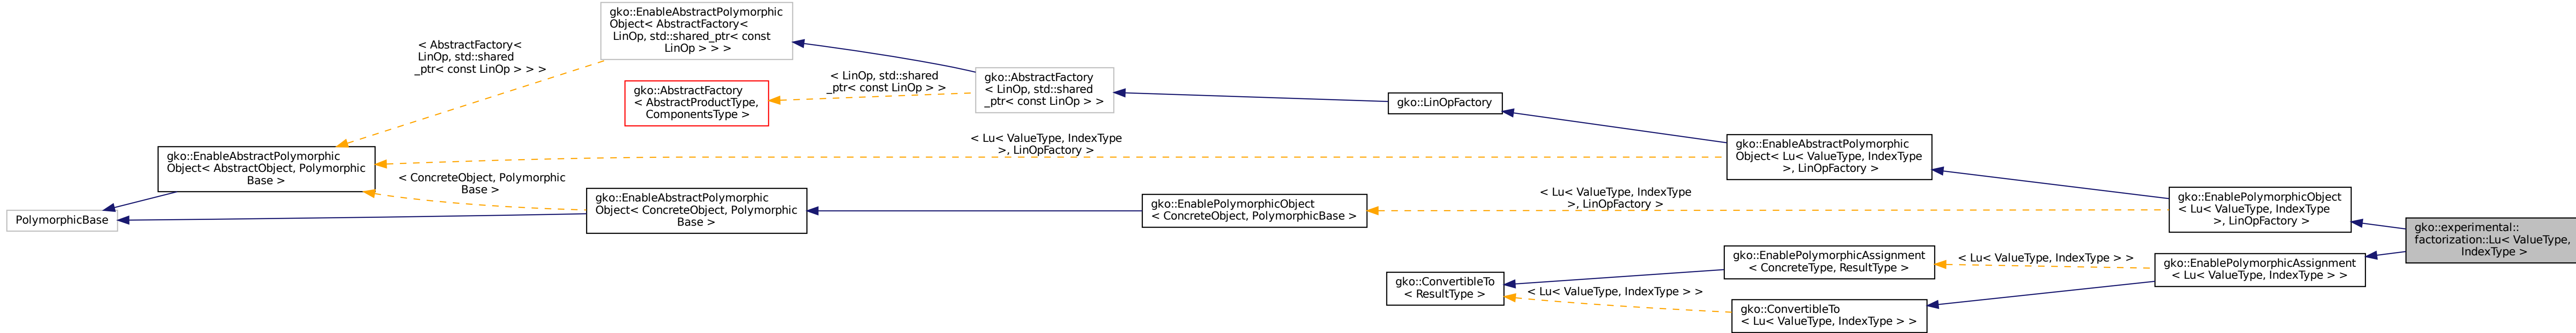 gko::EnableAbstractPolymorphic
Object< AbstractFactory<
LinOp, std::shared_ptr< const
LinOp > > >
< AbstractFactory<
LinOp, std::shared
_ptr< const LinOp > > >
gko::AbstractFactory
< AbstractProductType,
ComponentsType >
< LinOp, std::shared
_ptr< const LinOp > >
gko::AbstractFactory
< LinOp, std::shared
_ptr< const LinOp > >
gko::LinOpFactory
gko::EnableAbstractPolymorphic
Object< AbstractObject, Polymorphic
Base >
< Lu< ValueType, IndexType
>, LinOpFactory >
gko::EnableAbstractPolymorphic
Object< Lu< ValueType, IndexType
>, LinOpFactory >
< ConcreteObject, Polymorphic
Base >
PolymorphicBase
gko::EnableAbstractPolymorphic
Object< ConcreteObject, Polymorphic
Base >
gko::EnablePolymorphicObject
< ConcreteObject, PolymorphicBase >
< Lu< ValueType, IndexType
>, LinOpFactory >
gko::EnablePolymorphicObject
< Lu< ValueType, IndexType
>, LinOpFactory >
gko::experimental::
factorization::Lu< ValueType,
IndexType >
gko::EnablePolymorphicAssignment
< ConcreteType, ResultType >
< Lu< ValueType, IndexType > >
gko::EnablePolymorphicAssignment
< Lu< ValueType, IndexType > >
gko::ConvertibleTo
< ResultType >
< Lu< ValueType, IndexType > >
gko::ConvertibleTo
< Lu< ValueType, IndexType > >